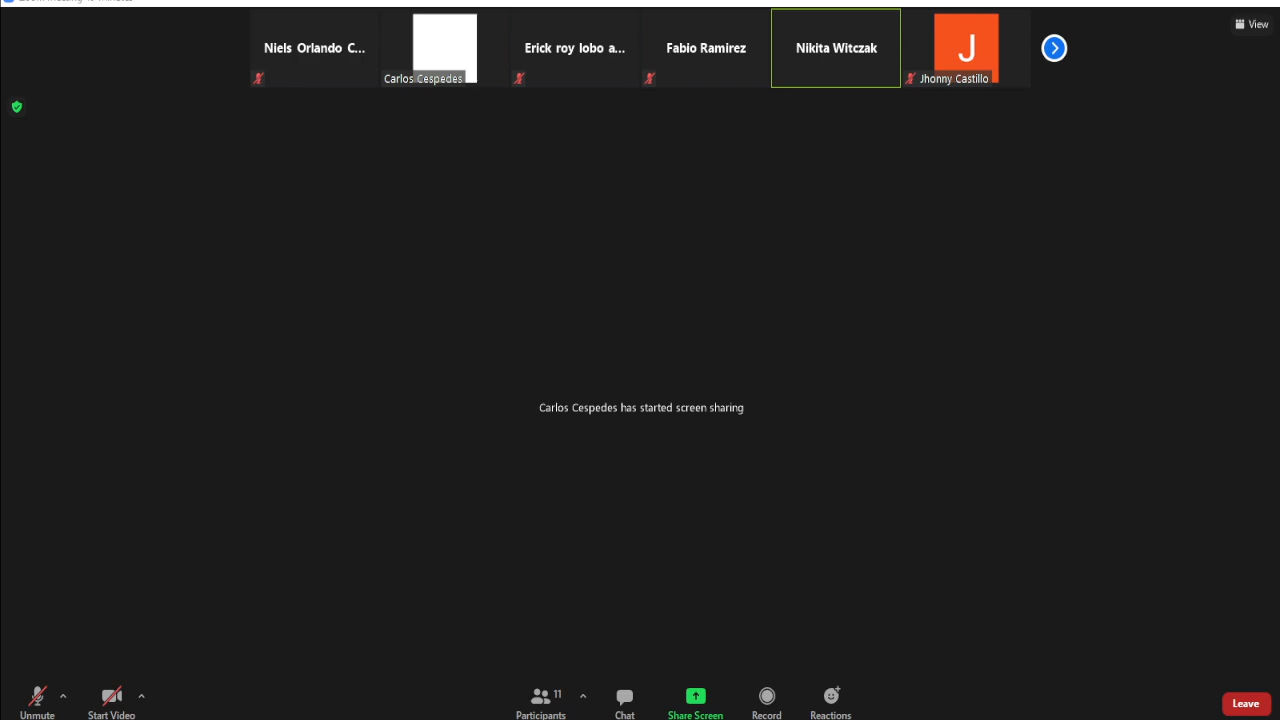 View
Niels Orlando C...
Carlos Cespedes
Erick roy lobo a...
Fabio Ramirez
Nikita Witczak
J
Jhonny Castillo
Carlos Cespedes has started screen sharing
Unmute
Start Video
11
Participants
Chat
Share Screen
Record
Reactions
Leave